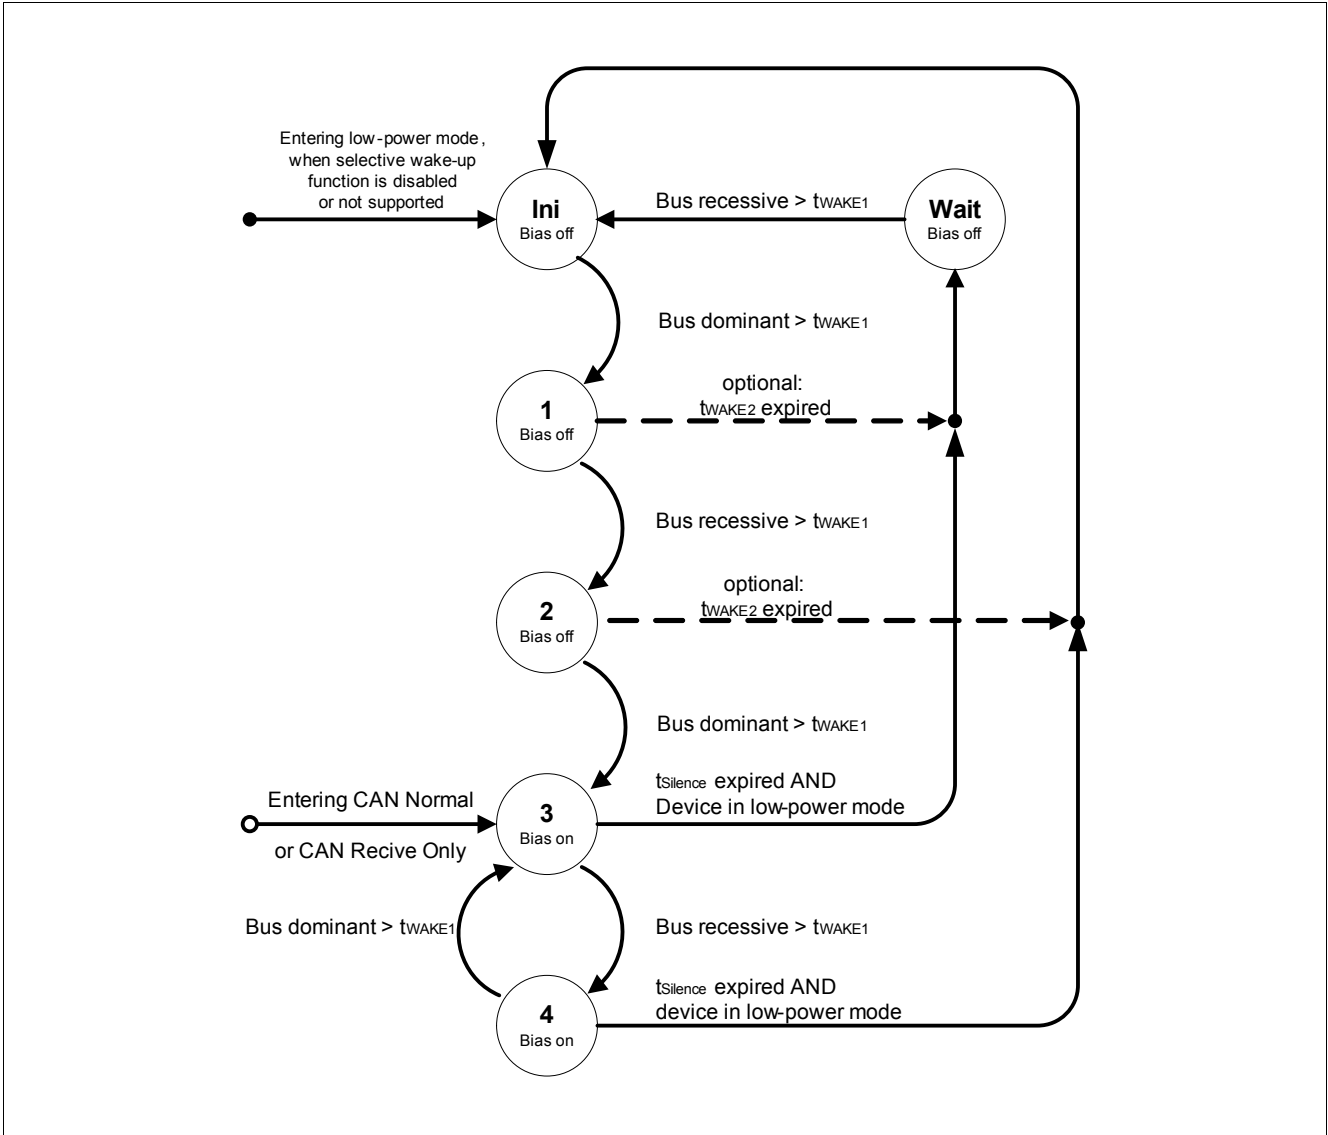 Entering low-power mode,
when selective wake-up
function is disabled
or not supported
Ini
Bias off
Bus recessive > tWAKE1
Wait
Bias off
Bus dominant > tWAKE1
optional:
tWAKE2 expired
1
Bias off
Bus recessive > tWAKE1
optional:
tWAKE2 expired
2
Bias off
Bus dominant > tWAKE1
tSilence expired AND
Device in low-power mode
Entering CAN Normal
or CAN Recive Only
3
Bias on
Bus dominant > tWAKE1
Bus recessive > tWAKE1
tSilence expired AND
device in low-power mode
4
Bias on